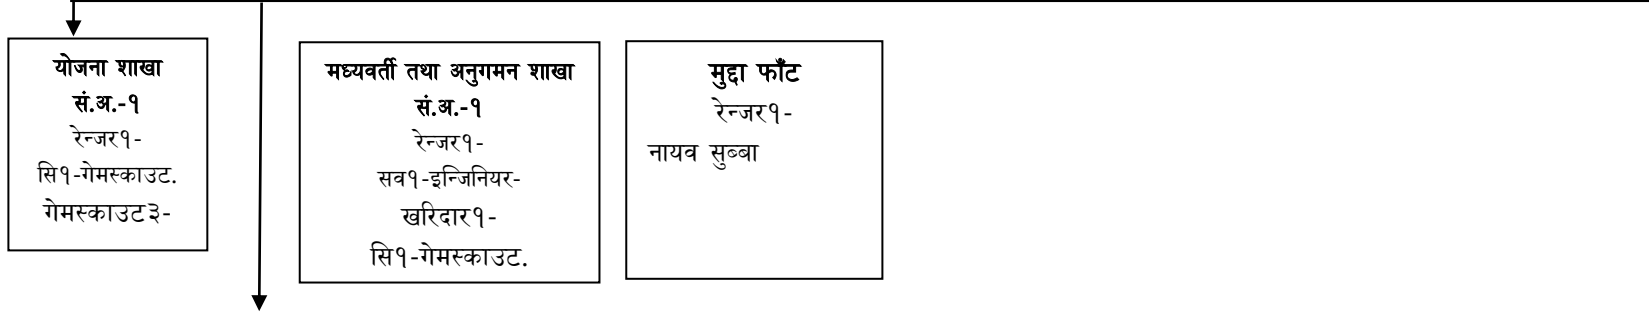 योजना शाखा
सं.अ.-१
रेन्जर१-
सि१-गेमस्काउट.
गेमस्काउट३-
मध्यवर्ती तथा अनुगमन शाखा
सं.अ.-१
रेन्जर१-
सव१-इन्जिनियर-
खरिदार१-
सि१-गेमस्काउट.
मुद्दा फाँट
रेन्जर१-
नायव सुब्बा